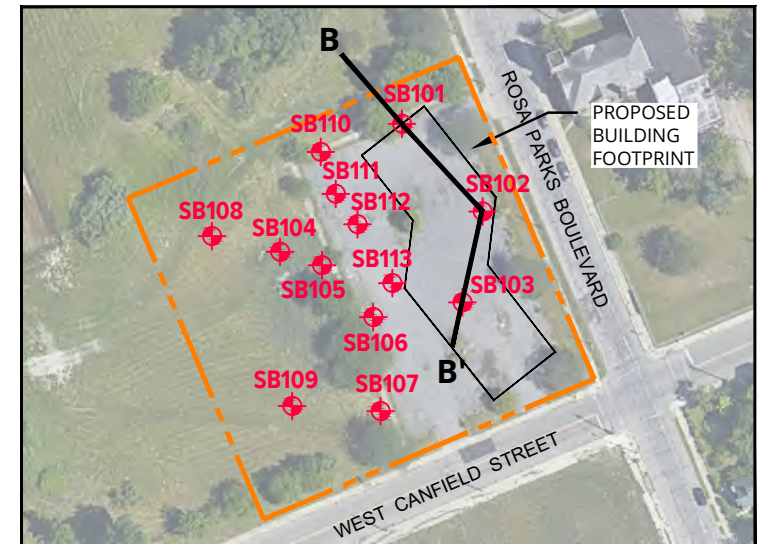 B
SB101
ROSA PARKS BOULEVARD
PROPOSED
BUILDING
FOOTPRINT
SB110
SB111
SB102
SB112
SB108
SB104
SB105
SB113
SB103
SB106
B'
SB109
SB107
WEST CANFIELD STREET